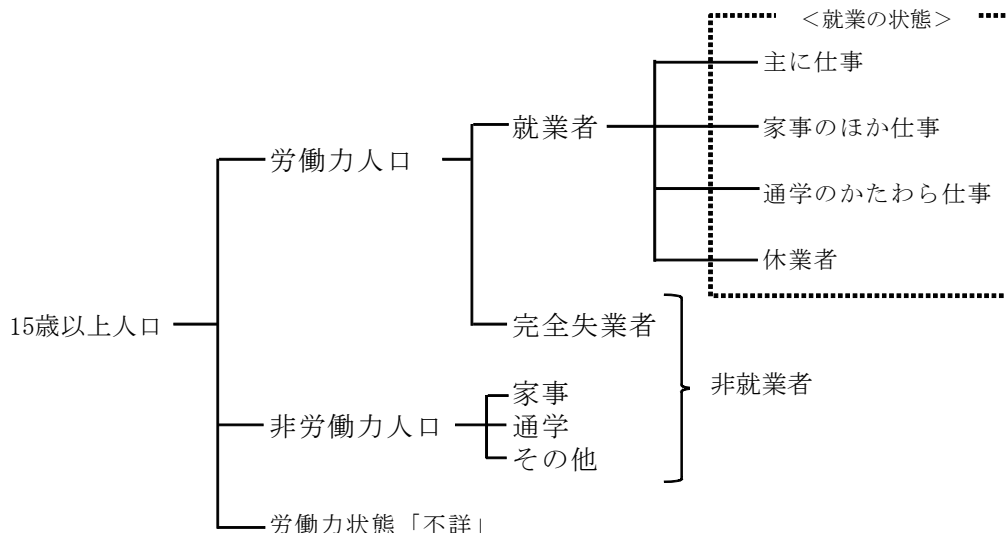 ＜就業の状態＞
主に仕事
就業者
家事のほか仕事
労働力人口
通学のかたわら仕事
休業者
15歳以上人口
完全失業者
非就業者
家事
非労働力人口
通学
その他
労働力状態「不詳」